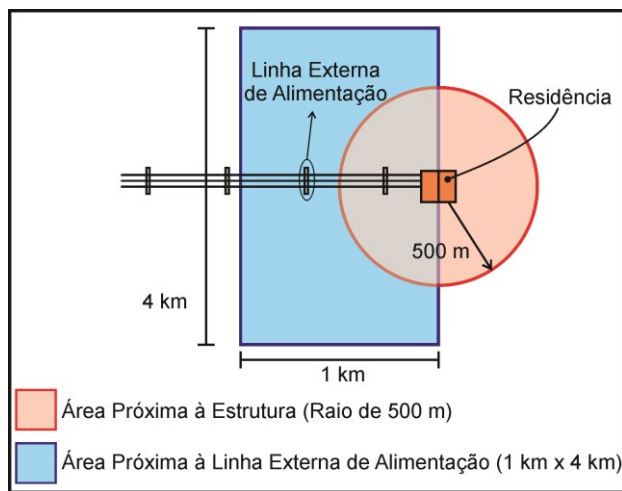 Linha Externa
de Alimentação
Residência
500 m
4 km
1 km
Área Próxima à Estrutura (Raio de 500 m)
Área Próxima à Linha Externa de Alimentação (1 km x 4 km)